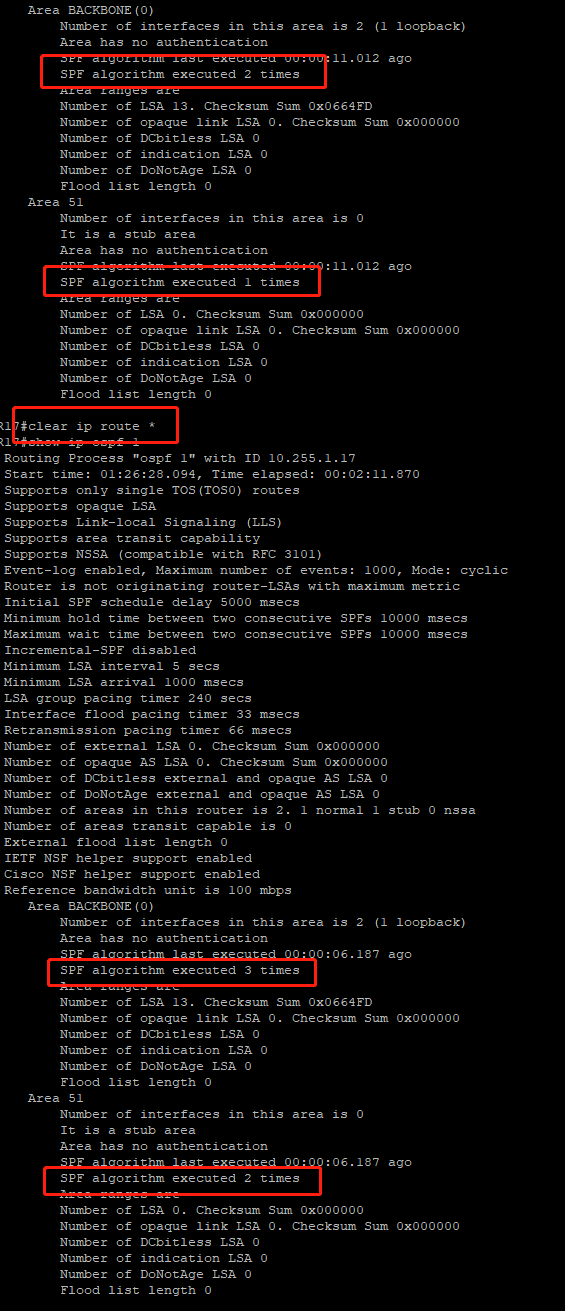 Area BACKBONE(0)
Number of interfaces in this area is 2 (1 loopback)
Area has no authentication
SPF algorithm last executed 00:00:11.012 ago
SPF algorithm executed 2 times
Area ranges are
Number of LSA 13. Checksum Sum 0x0664FD
Number of opaque link LSA 0. Checksum Sum 0x000000
Number of DCbitless LSA 0
Number of indication LSA 0
Number of DoNotAge LSA 0
Flood list length 0
Area 51
Number of interfaces in this area is 0
It is a stub area
Area has no authentication
SPF algorithm last executed 00:00:11.012 ago
SPF algorithm executed 1 times
Area ranges are
Number of LSA 0. Checksum Sum 0x000000
Number of opaque link LSA 0. Checksum Sum 0x000000
Number of DCbitless LSA 0
Number of indication LSA 0
Number of DoNotAge LSA 0
Flood list length 0
R17#clear ip route *
R17#show ip ospf 1
Routing Process "ospf 1" with ID 10.255.1.17
Start time: 01:26:28.094, Time elapsed: 00:02:11.870
Supports only single TOS(TOS0) routes
Supports opaque LSA
Supports Link-local Signaling (LLS)
Supports area transit capability
Supports NSSA (compatible with RFC 3101)
Event-log enabled, Maximum number of events: 1000, Mode: cyclic
Router is not originating router-LSAs with maximum metric
Initial SPF schedule delay 5000 msecs
Minimum hold time between two consecutive SPFs 10000 msecs
Maximum wait time between two consecutive SPFs 10000 msecs
Incremental-SPF disabled
Minimum LSA interval 5 secs
Minimum LSA arrival 1000 msecs
LSA group pacing timer 240 secs
Interface flood pacing timer 33 msecs
Retransmission pacing timer 66 msecs
Number of external LSA 0. Checksum Sum 0x000000
Number of opaque AS LSA 0. Checksum Sum 0x000000
Number of DCbitless external and opaque AS LSA 0
Number of DoNotAge external and opaque AS LSA 0
Number of areas in this router is 2. 1 normal 1 stub 0 nssa
Number of areas transit capable is 0
External flood list length 0
IETF NSF helper support enabled
Cisco NSF helper support enabled
Reference bandwidth unit is 100 mbps
Area BACKBONE(0)
Number of interfaces in this area is 2 (1 loopback)
Area has no authentication
SPF algorithm last executed 00:00:06.187 ago
SPF algorithm executed 3 times
Area ranges are
Number of LSA 13. Checksum Sum 0x0664FD
Number of opaque link LSA 0. Checksum Sum 0x000000
Number of DCbitless LSA 0
Number of indication LSA 0
Number of DoNotAge LSA 0
Flood list length 0
Area 51
Number of interfaces in this area is 0
It is a stub area
Area has no authentication
SPF algorithm last executed 00:00:06.187 ago
SPF algorithm executed 2 times
Area ranges are
Number of LSA 0. Checksum Sum 0x000000
Number of opaque link LSA 0. Checksum Sum 0x000000
Number of DCbitless LSA 0
Number of indication LSA 0
Number of DoNotAge LSA 0
Flood list length 0